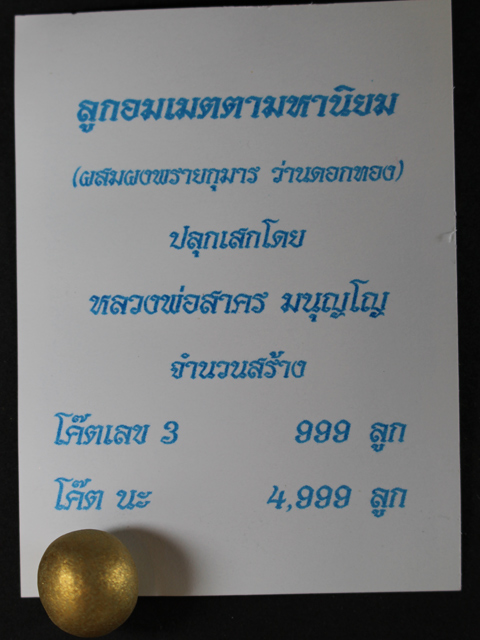 ลูกอมเมตตามหานิยม
(ผสมผงพรายกุมาร ว่านดอกทอง)
ปลุกเสกโดย
หลวงพ่อสาคร มนุญโญ
จำนวนสร้าง
โค๊ตเลข 3 999 ลูก
โค๊ต นะ 4,999 ลูก